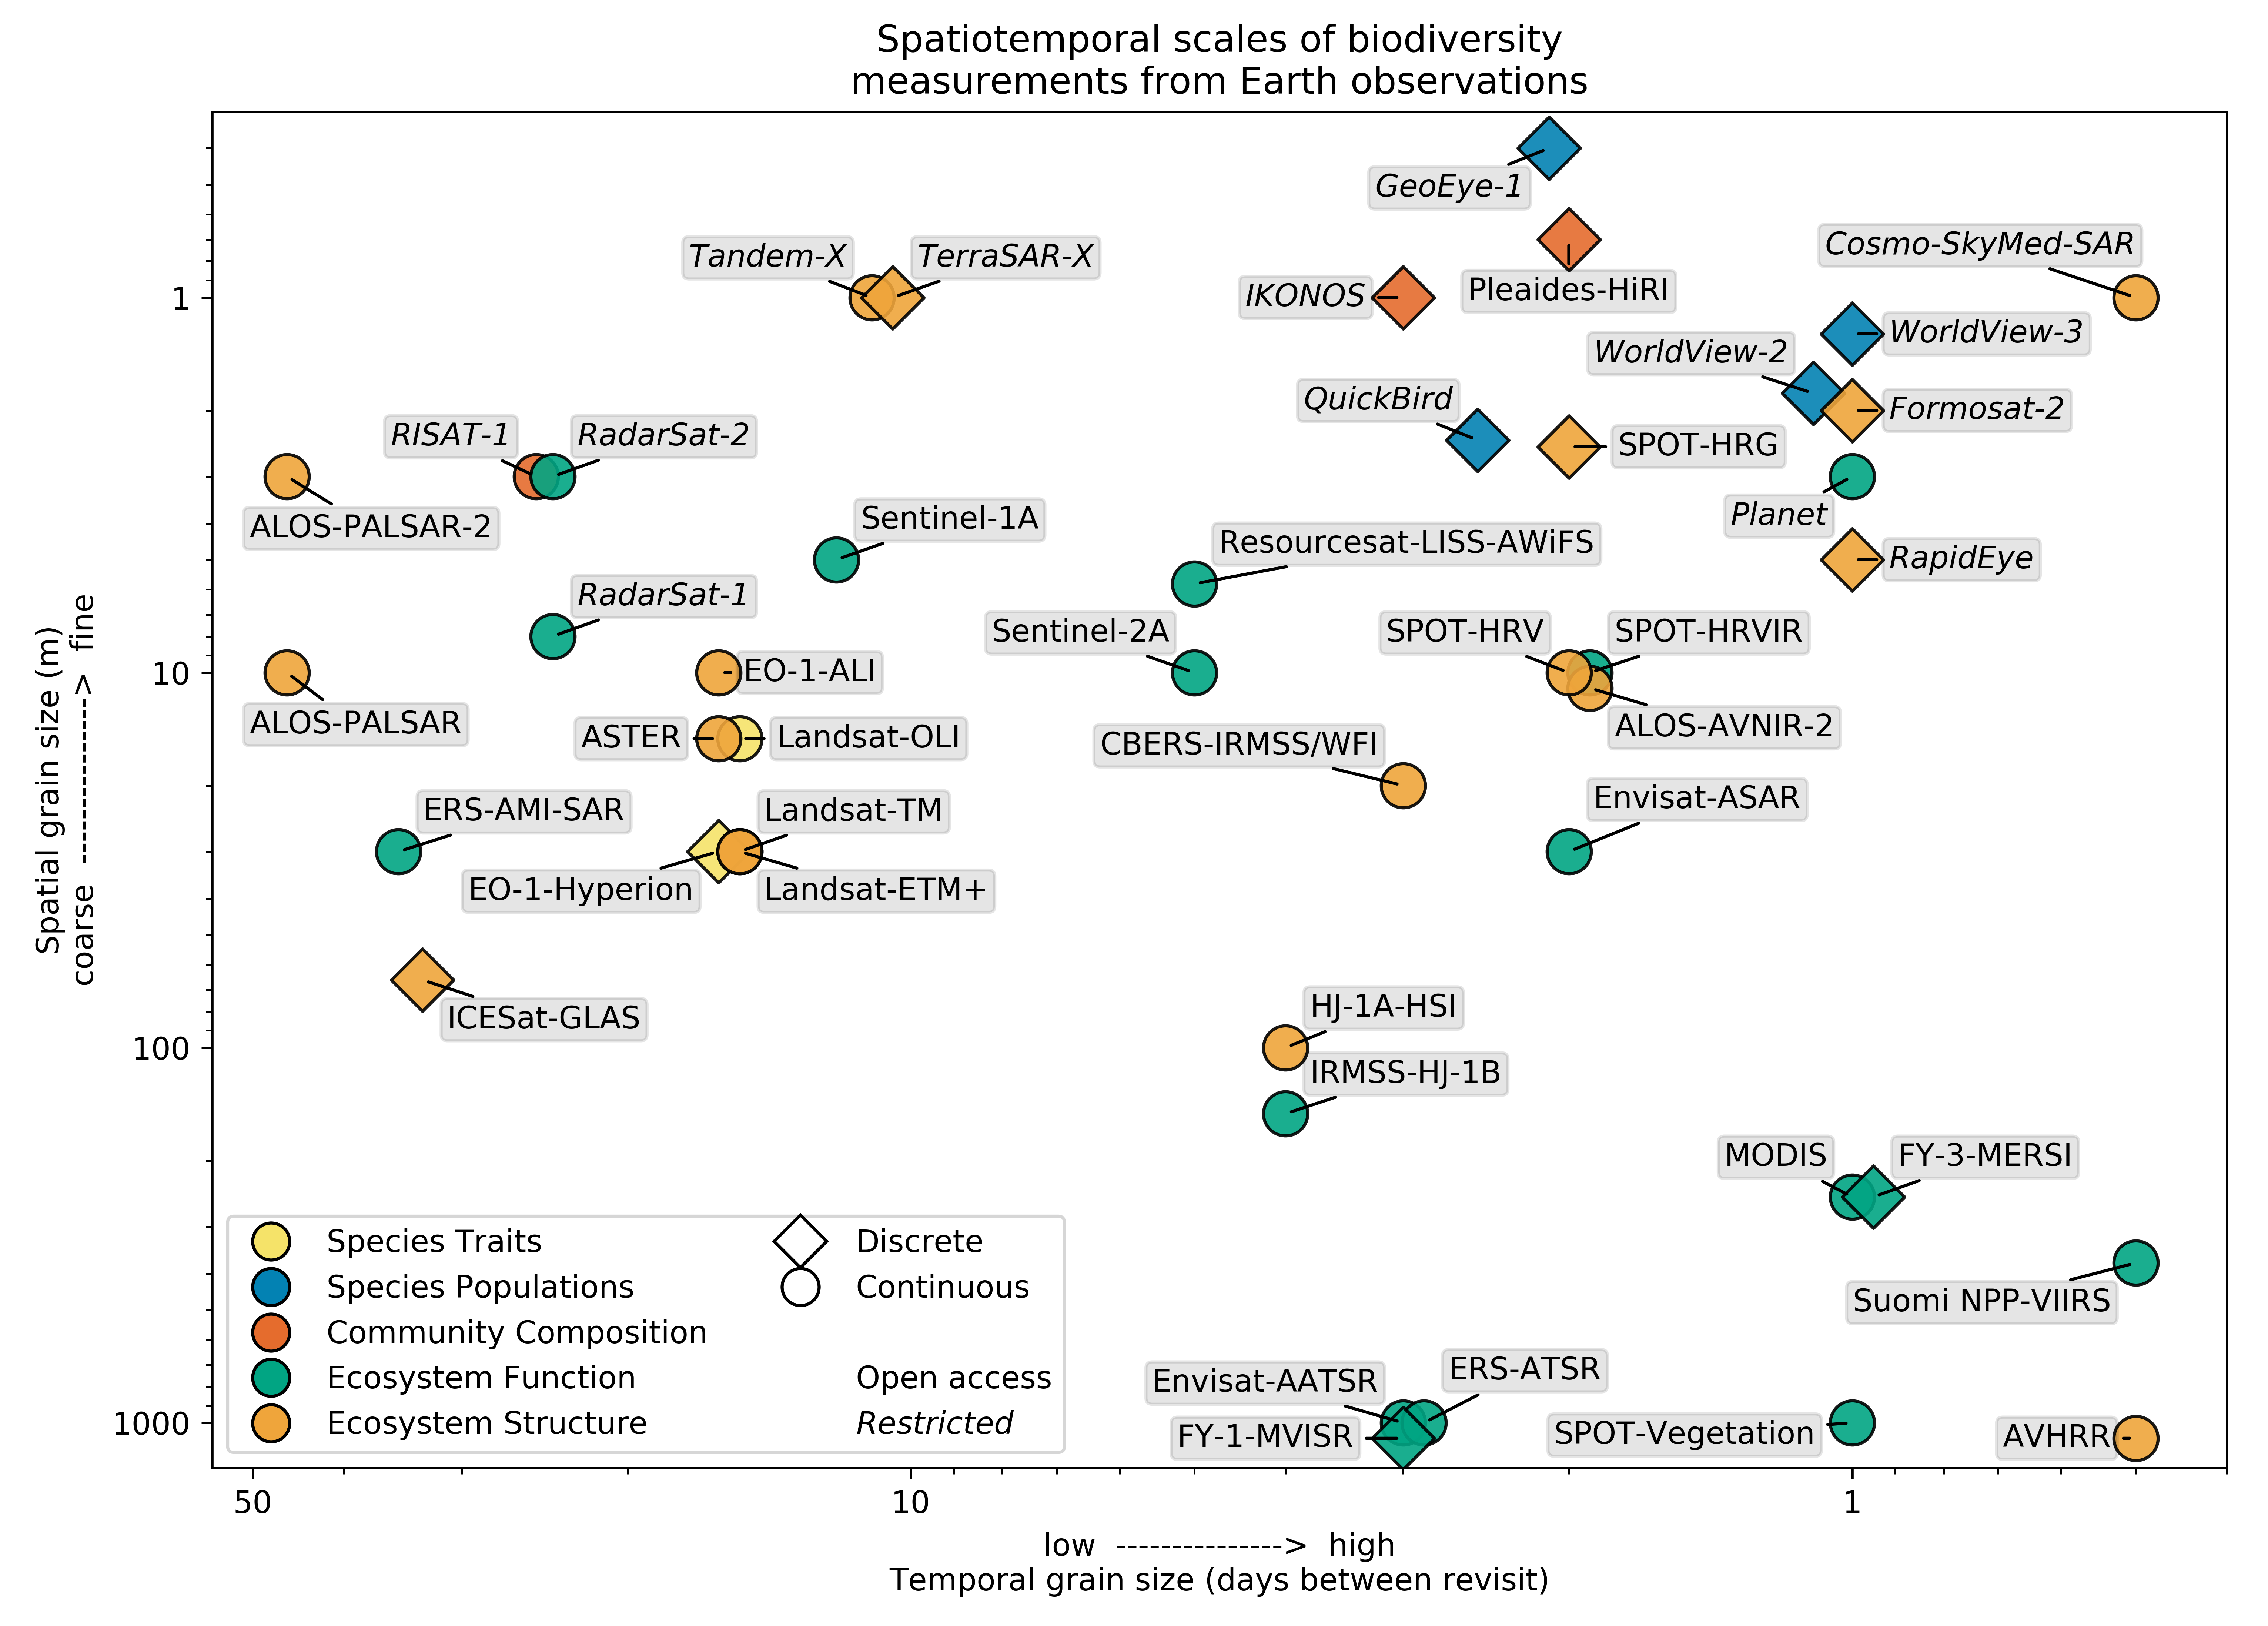 Spatiotemporal scales of biodiversity
measurements from Earth observations
GeoEye-1
Tandem-X
TerraSAR-X
Cosmo-SkyMed-SAR
IKONOS
Pleaides-HiRI
WorldView-3
WorldView-2
QuickBird
Formosat-2
RISAT-1
RadarSat-2
SPOT-HRG
ALOS-PALSAR-2
Sentinel-1A
Planet
Resourcesat-LISS-AWiFS
RapidEye
RadarSat-1
Sentinel-2A
SPOT-HRV
SPOT-HRVIR
EO-1-ALI
ALOS-PALSAR
ALOS-AVNIR-2
ASTER
Landsat-OLI
CBERS-IRMSS/WFI
ERS-AMI-SAR
Landsat-TM
Envisat-ASAR
EO-1-Hyperion
Landsat-ETM+
ICESat-GLAS
HJ-1A-HSI
IRMSS-HJ-1B
MODIS
FY-3-MERSI
Suomi NPP-VIIRS
Envisat-AATSR
ERS-ATSR
FY-1-MVISR
SPOT-Vegetation
AVHRR
Species Traits
Species Populations
Community Composition
Ecosystem Function
Ecosystem Structure
Discrete
Continuous
Open access
Restricted
1
10
100
1000
Spatial grain size (m)
coarse ---------------> fine
50
10
1
low ---------------> high
Temporal grain size (days between revisit)